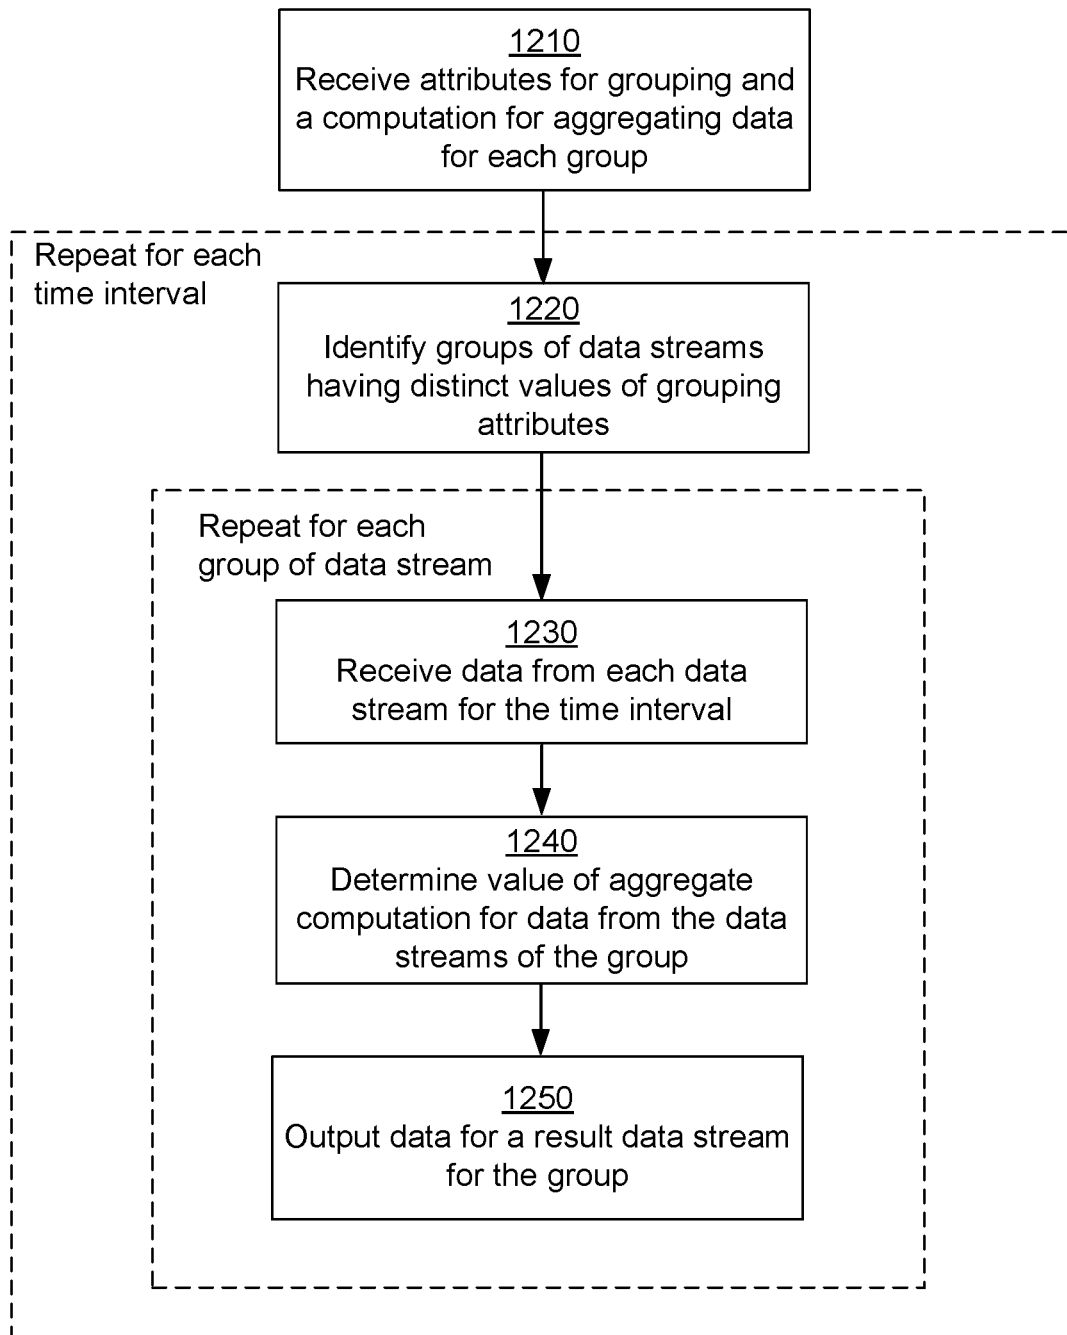 1210
Receive attributes for grouping and
a computation for aggregating data
for each group
Repeat for each
time interval
1220
Identify groups of data streams
having distinct values of grouping
attributes
Repeat for each
group of data stream
1230
Receive data from each data
stream for the time interval
1240
Determine value of aggregate
computation for data from the data
streams of the group
1250
Output data for a result data stream
for the group